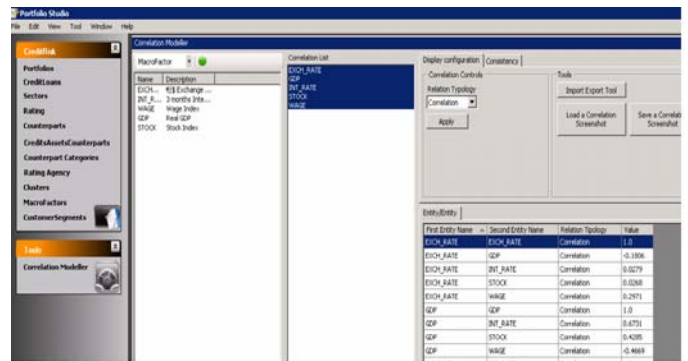 Portfolio Studio
File Edit View Tool Window Help
CreditRisk
Portfolios
CreditLoans
Sectors
Rating
Counterparts
CreditsAssetsCounterparts
Counterpart Categories
Rating Agency
Clusters
MacroFactors
CustomerSegments
Tools
Correlation Modeller
Correlation Modeller
MacroFactor
Name Description
EXCH... €/$ Exchange ...
INT_R... 3 months Inte...
WAGE Wage Index
GDP Real GDP
STOCK Stock Index
Correlation List
EXCH_RATE
GDP
INT_RATE
STOCK
WAGE
Display configuration Consistency
Correlation Controls
Relation Typology
Correlation
Apply
Tools
Import Export Tool
Load a Correlation Screenshot
Save a Correlat
Screenshot
Entity/Entity
First Entity Name Second Entity Name Relation Tipology Value
EXCH_RATE EXCH_RATE Correlation 1.0
EXCH_RATE GDP Correlation -0.1806
EXCH_RATE INT_RATE Correlation 0.0279
EXCH_RATE STOCK Correlation 0.0268
EXCH_RATE WAGE Correlation 0.2971
GDP GDP Correlation 1.0
GDP INT_RATE Correlation 0.6731
GDP STOCK Correlation 0.4285
GDP WAGE Correlation -0.4669